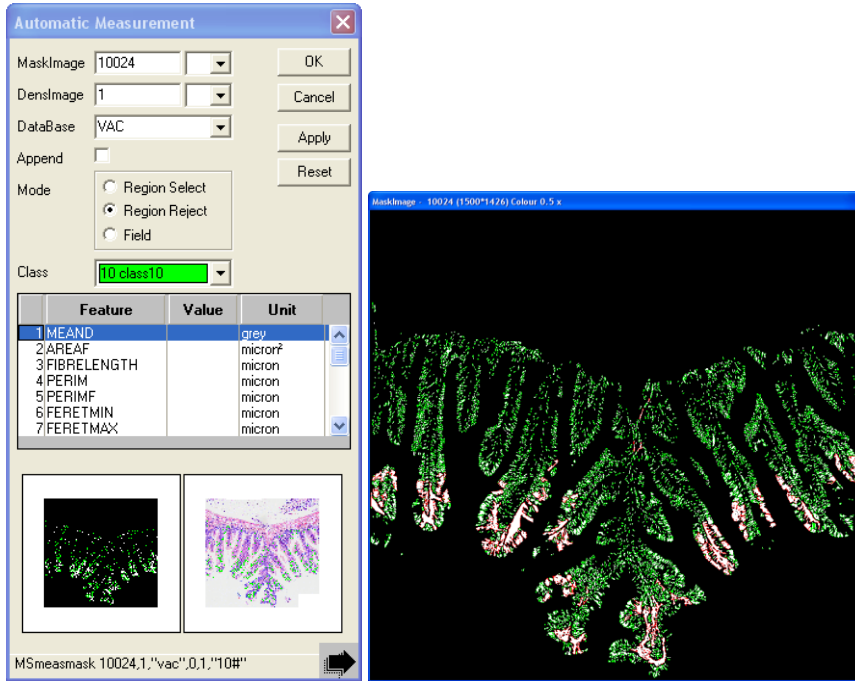 Automatic Measurement
MaskImage 10024
OK
DensImage 1
Cancel
DataBase VAC
Apply
Append
Reset
Mode
Region Select
Region Reject
Field
Class 10 class10
Feature Value Unit
1 MEAND grey
2 AREAF micron²
3 FIBRELENGTH micron
4 PERIM micron
5 PERIMF micron
6 FERETMIN micron
7 FERETMAX micron
MSmeasmask 10024,1,"vac",0,1,"10#"
MaskImage - 10024 (1500*1426) Colour 0.5 x